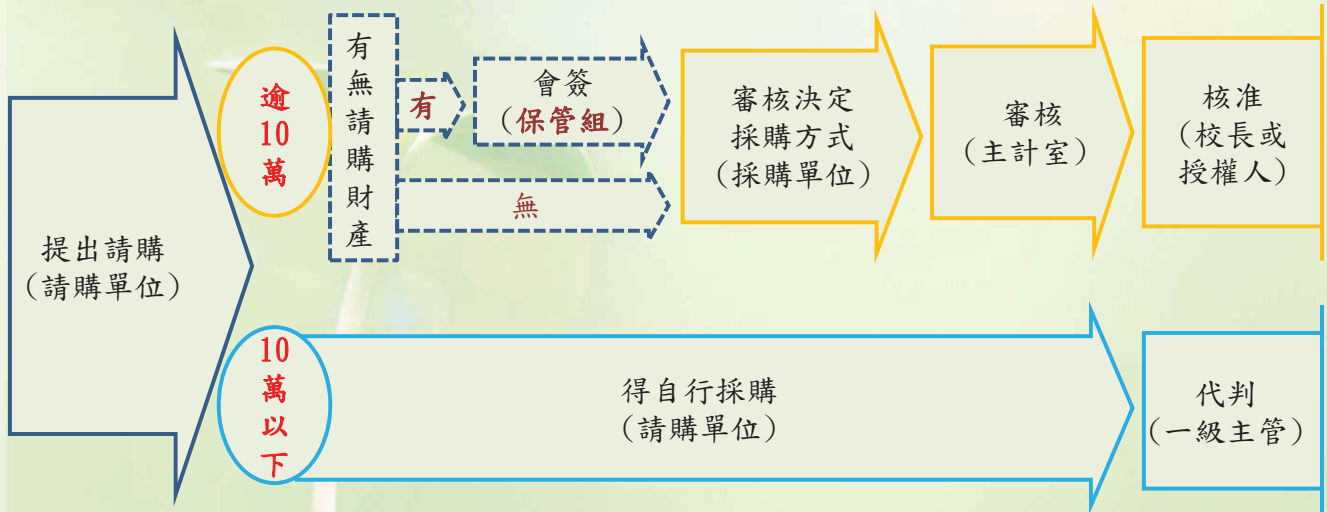 提出請購
（請購單位）
逾
10
萬
有
無
請
購
財
產
有
會簽
（保管組）
無
審核決定
採購方式
（採購單位）
審核
（主計室）
核准
（校長或
授權人）
10
萬
以
下
得自行採購
（請購單位）
代判
（一級主管）